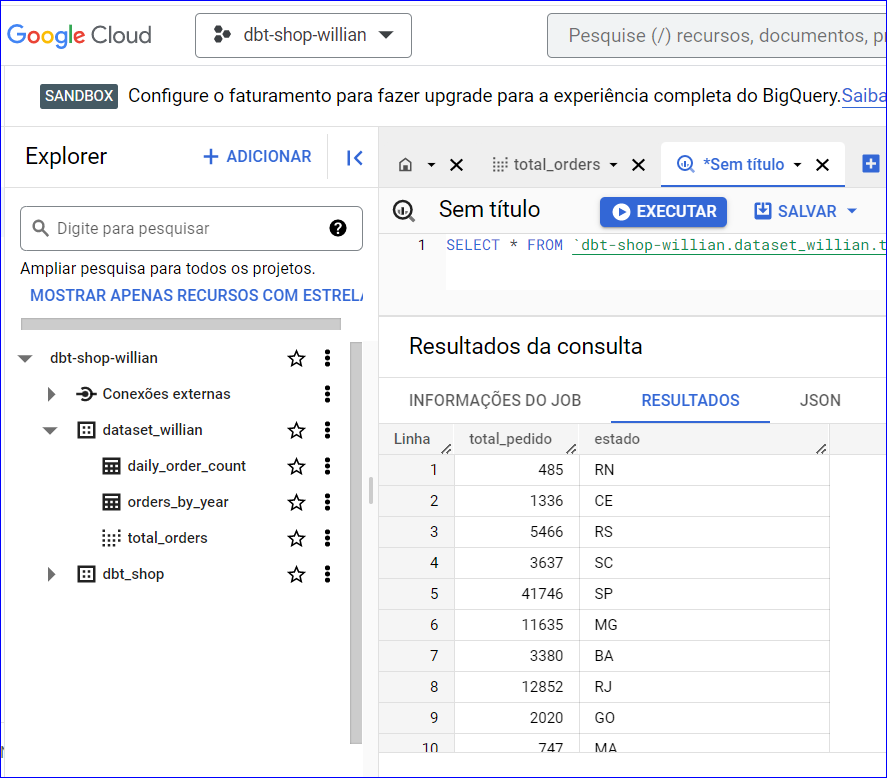 Google Cloud
dbt-shop-willian
Pesquise (/) recursos, documentos,
SANDBOX Configure o faturamento para fazer upgrade para a experiência completa do BigQuery. Saiba
Explorer
+ ADICIONAR
Digite para pesquisar
Ampliar pesquisa para todos os projetos.
MOSTRAR APENAS RECURSOS COM
dbt-shop-willian
Conexões externas
dataset_willian
daily_order_count
orders_by_year
total_orders
dbt_shop
total_orders
*Sem título
Sem título
EXECUTAR
SALVAR
1 SELECT * FROM `dbt-shop-willian.dataset_willian.t
Resultados da consulta
INFORMAÇÕES DO JOB RESULTADOS JSON
Linha total_pedido estado
1 485 RN
2 1336 CE
3 5466 RS
4 3637 SC
5 41746 SP
6 11635 MG
7 3380 BA
8 12852 RJ
9 2020 GO
10 747 MA